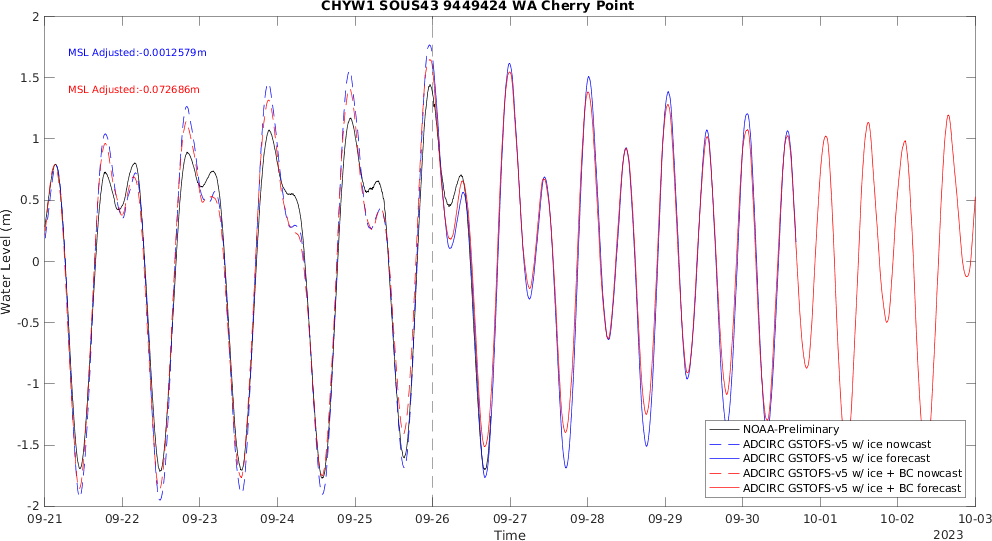 CHYW1 SOUS43 9449424 WA Cherry Point
MSL Adjusted:-0.0012579m
MSL Adjusted:-0.072686m
2
1.5
1
0.5
0
-0.5
-1
-1.5
-2
Water Level (m)
NOAA-Preliminary
ADCIRC GSTOFS-v5 w/ ice nowcast
ADCIRC GSTOFS-v5 w/ ice forecast
ADCIRC GSTOFS-v5 w/ ice + BC nowcast
ADCIRC GSTOFS-v5 w/ ice + BC forecast
09-21 09-22 09-23 09-24 09-25 09-26 09-27 09-28 09-29 09-30 10-01 10-02 10-03
Time
2023